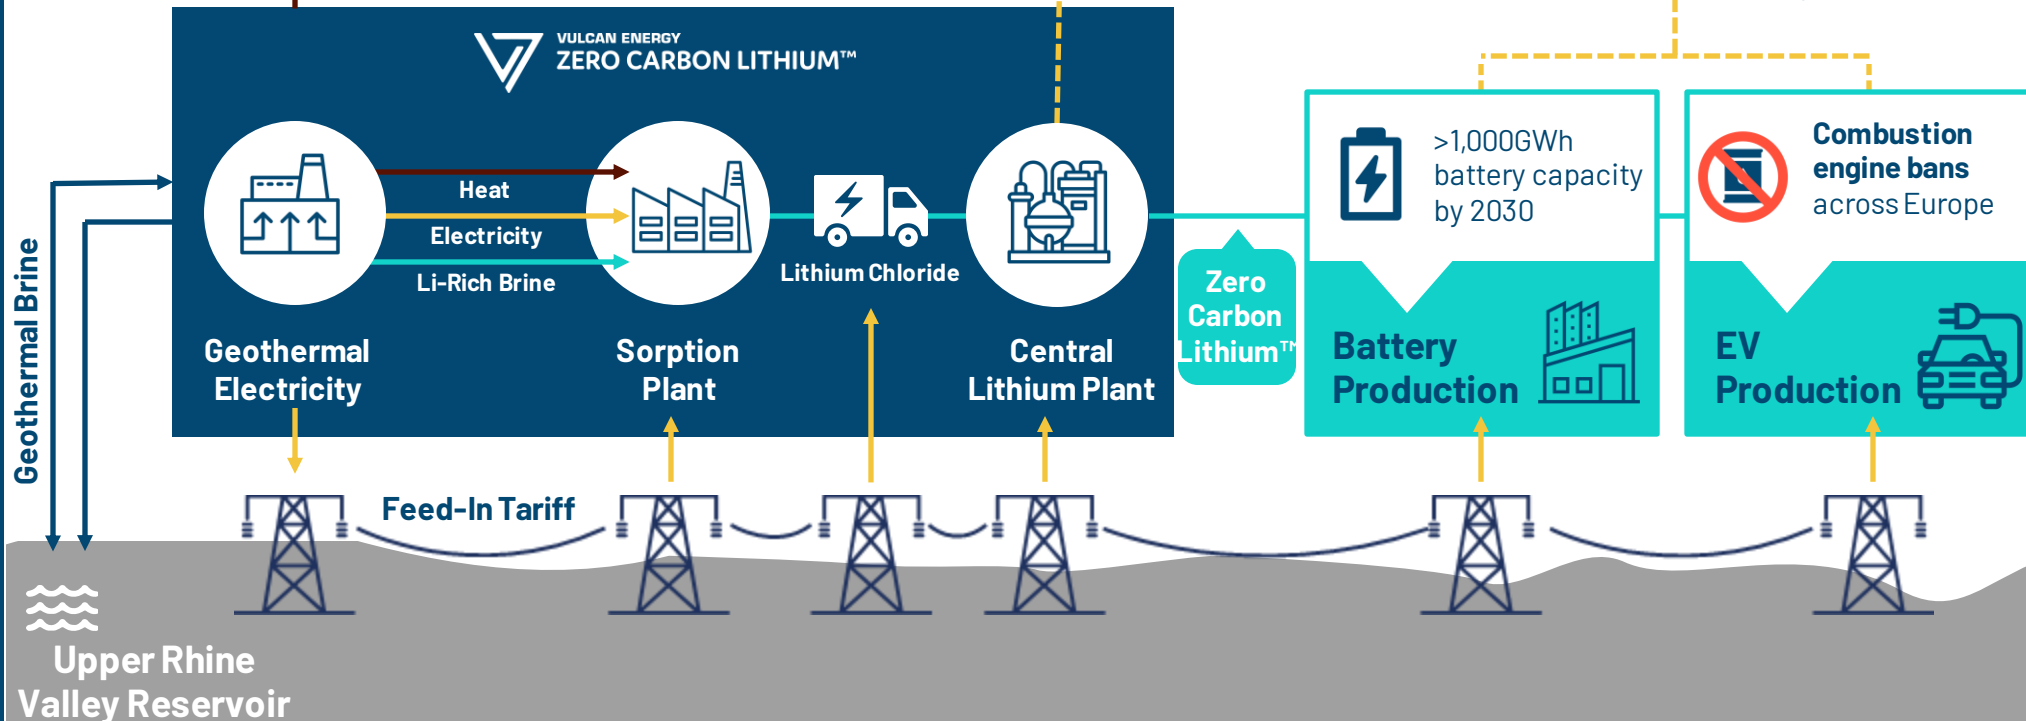 VULCAN ENERGY
ZERO CARBON LITHIUM™
Heat
Electricity
Li-Rich Brine
Lithium Chloride
Geothermal
Electricity
Sorption
Plant
Central
Lithium Plant
Zero
Carbon
Lithium™
>1,000GWh
battery capacity
by 2030
Battery
Production
Combustion
engine bans
across Europe
EV
Production
Geothermal Brine
Feed-In Tariff
Upper Rhine
Valley Reservoir